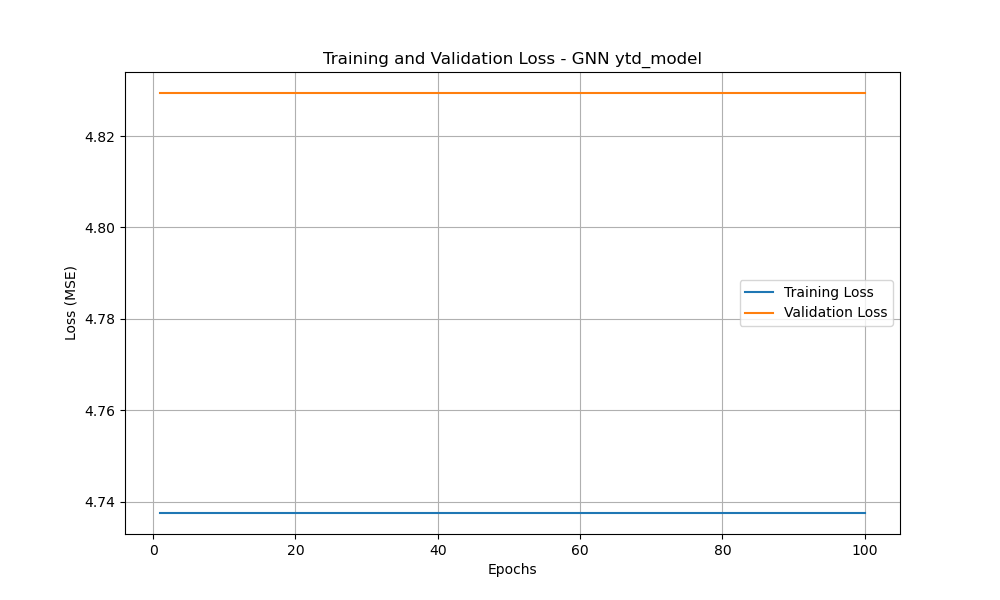 Training and Validation Loss - GNN ytd_model
4.82
4.80
4.78
4.76
4.74
Loss (MSE)
Training Loss
Validation Loss
0
20
40
60
80
100
Epochs